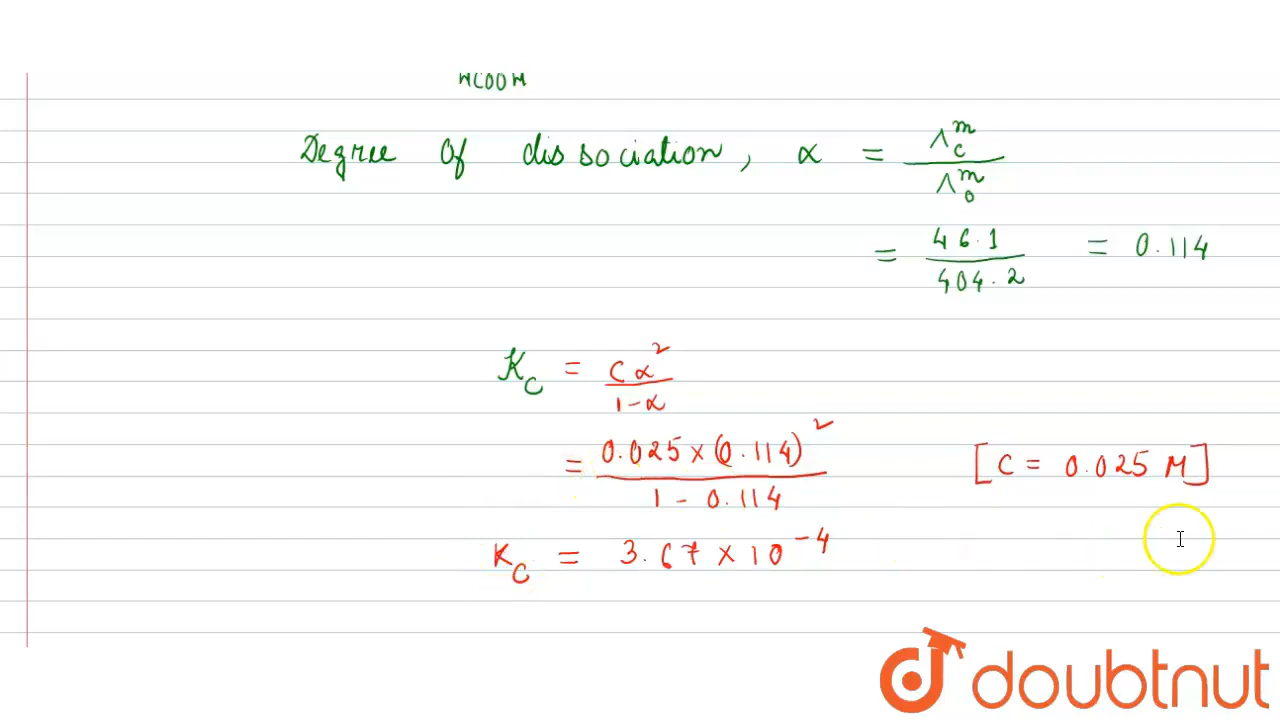 HCOOH
Degree of dissociation, α = Λ^m_c / Λ^m_0
= 46.1 / 404.2 = 0.114
K_C = Cα² / 1-α
= 0.025 × (0.114)² / 1 - 0.114 [C = 0.025 M]
K_C = 3.67 × 10⁻⁴
doubtnut